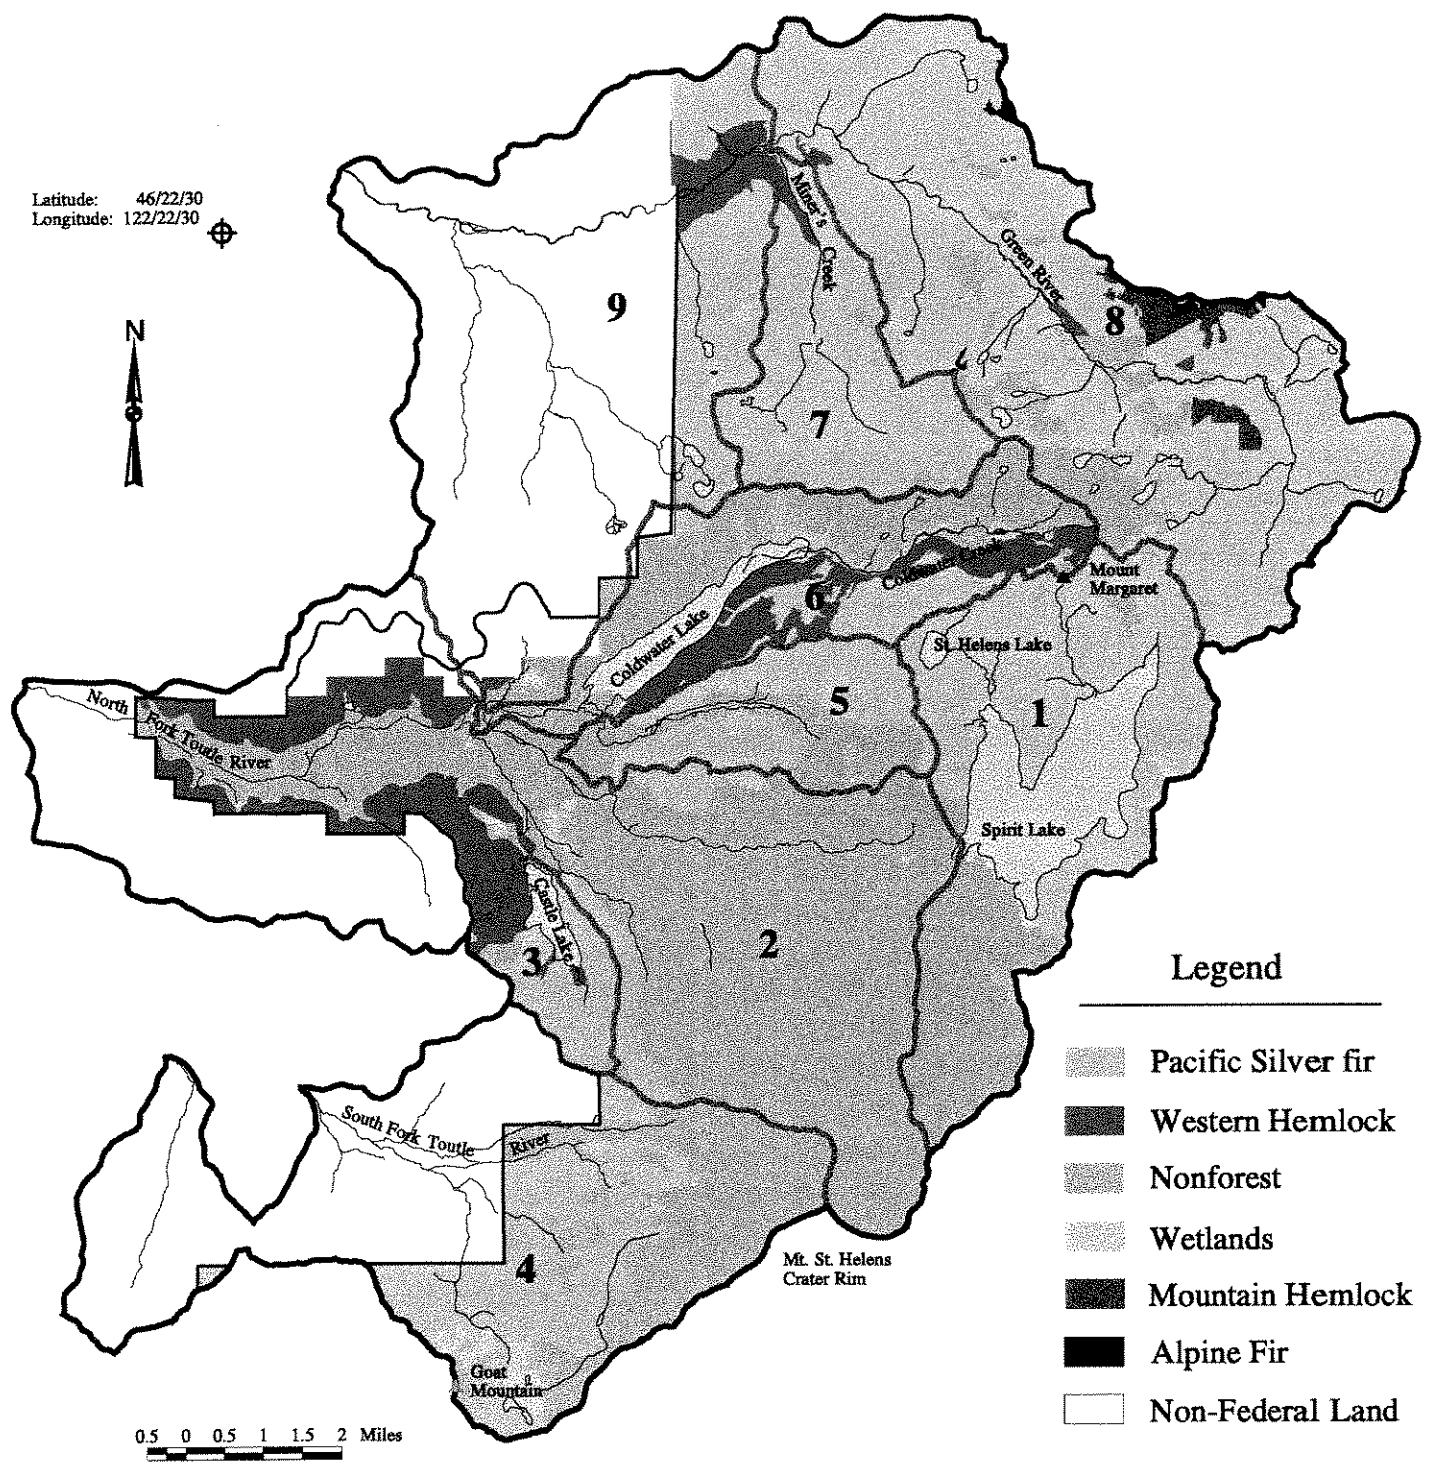 Latitude: 46/22/30
Longitude: 122/22/30
N
9
Miner's
Creek
Green River
8
7
Coldwater Creek
Mount
Margaret
6
Coldwater Lake
St. Helens Lake
5
1
North
Fork Toutle River
Spirit Lake
Castle Lake
3
2
South Fork Toutle River
4
Mt. St. Helens
Crater Rim
Goat
Mountain
0.5 0 0.5 1 1.5 2 Miles
Legend
Pacific Silver fir
Western Hemlock
Nonforest
Wetlands
Mountain Hemlock
Alpine Fir
Non-Federal Land